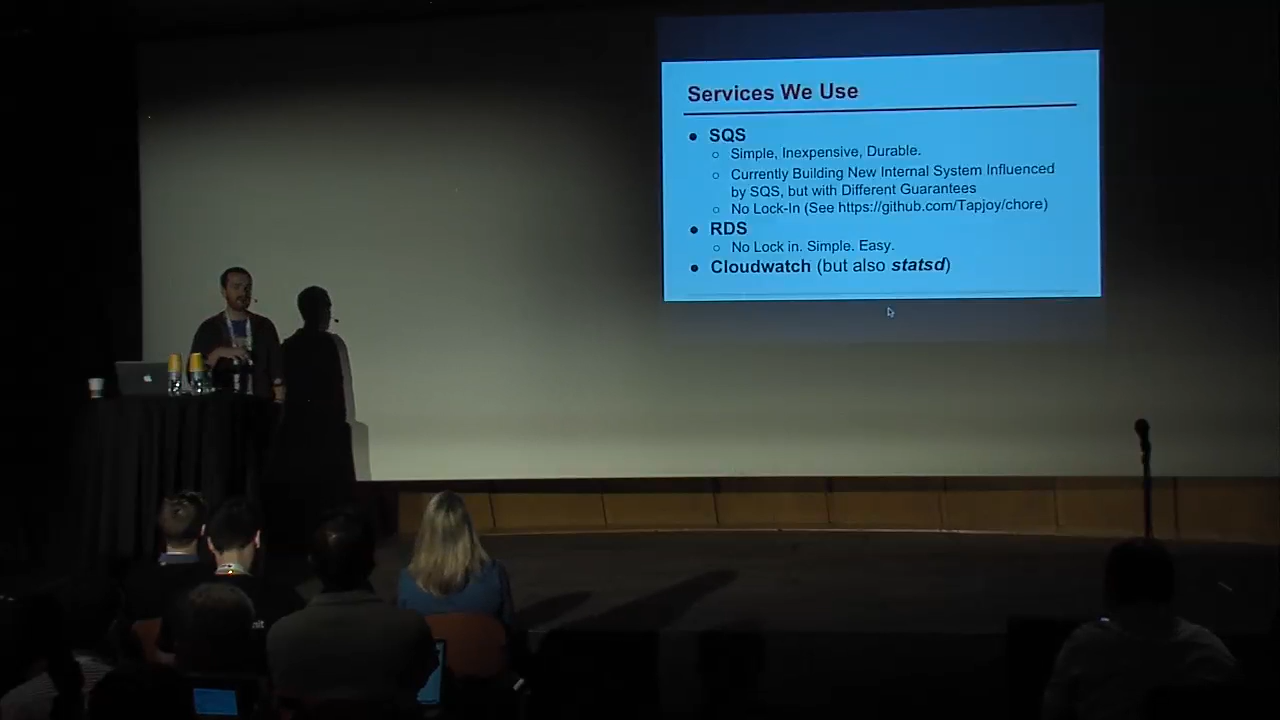 Services We Use
SQS
Simple, Inexpensive, Durable.
Currently Building New Internal System Influenced
by SQS, but with Different Guarantees
No Lock-In (See https://github.com/Tapjoy/chore)
RDS
No Lock in. Simple. Easy.
Cloudwatch (but also statsd)